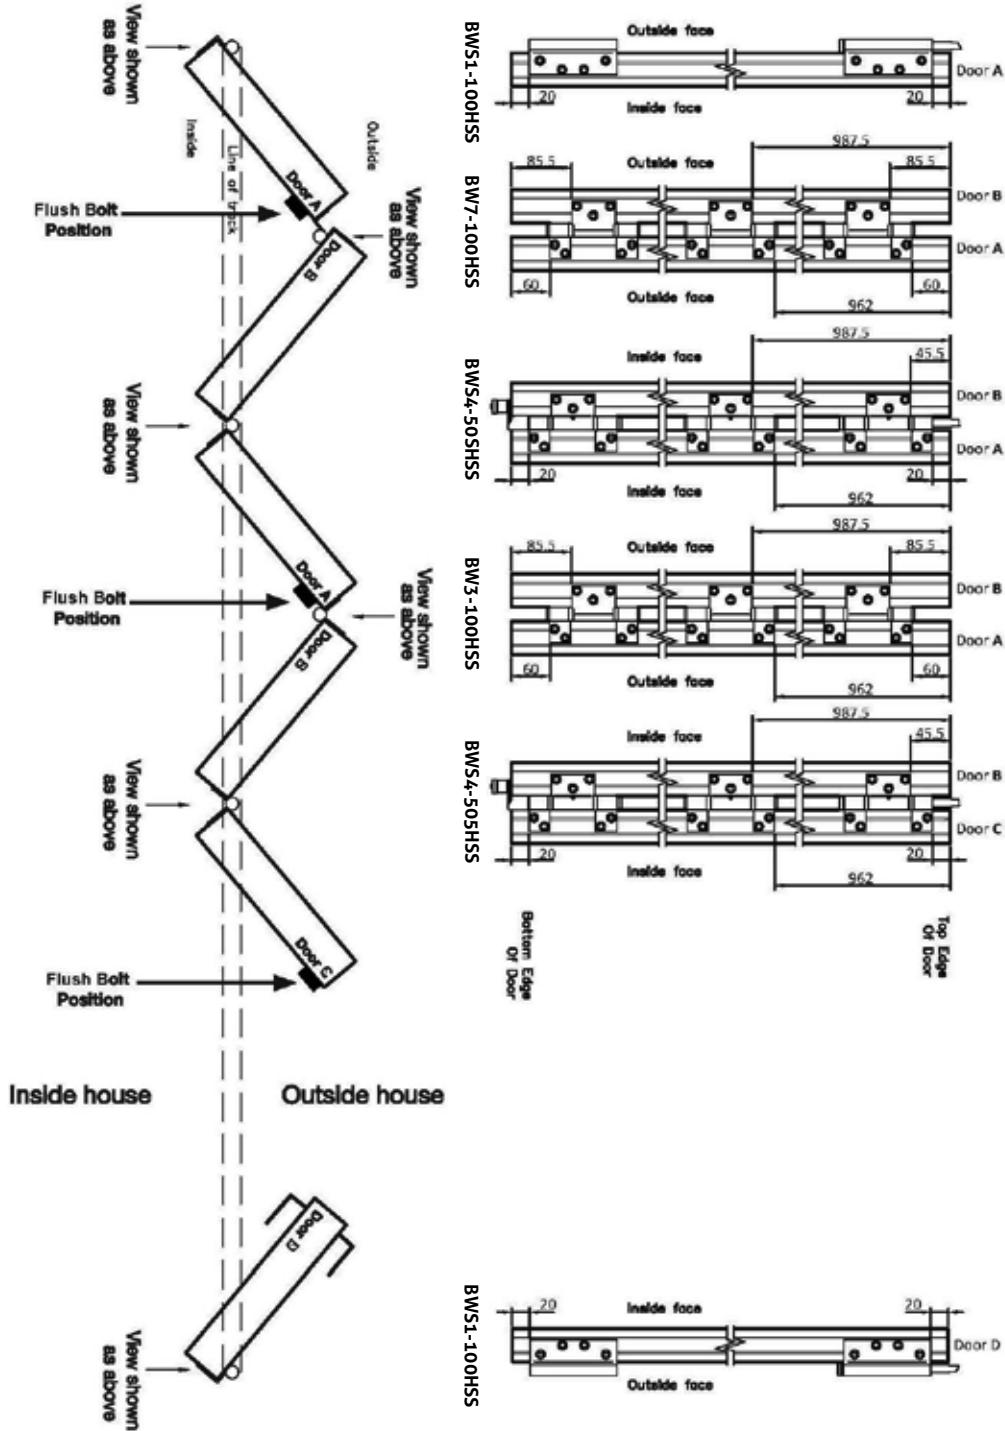 View shown
as above
Inside
Line of track
Outside
Door A
Flush Bolt
Position
View shown
as above
Door B
View shown
as above
Door A
Flush Bolt
Position
View shown
as above
Door B
View shown
as above
Door C
Flush Bolt
Position
Inside house
Outside house
Door D
View shown
as above
BWS1-100HSS
Outside face
Door A
20
Inside face
20
BW7-100HSS
987.5
85.5
Outside face
85.5
Door B
Door A
60
Outside face
60
962
BWS4-50SHSS
987.5
Inside face
45.5
Door B
Door A
20
Inside face
20
962
BW3-100HSS
987.5
85.5
Outside face
85.5
Door B
Door A
60
Outside face
60
962
BWS4-505HSS
987.5
Inside face
45.5
Door B
Door C
20
Inside face
20
962
Bottom Edge
Of Door
Top Edge
Of Door
BWS1-100HSS
20
Inside face
20
Door D
Outside face